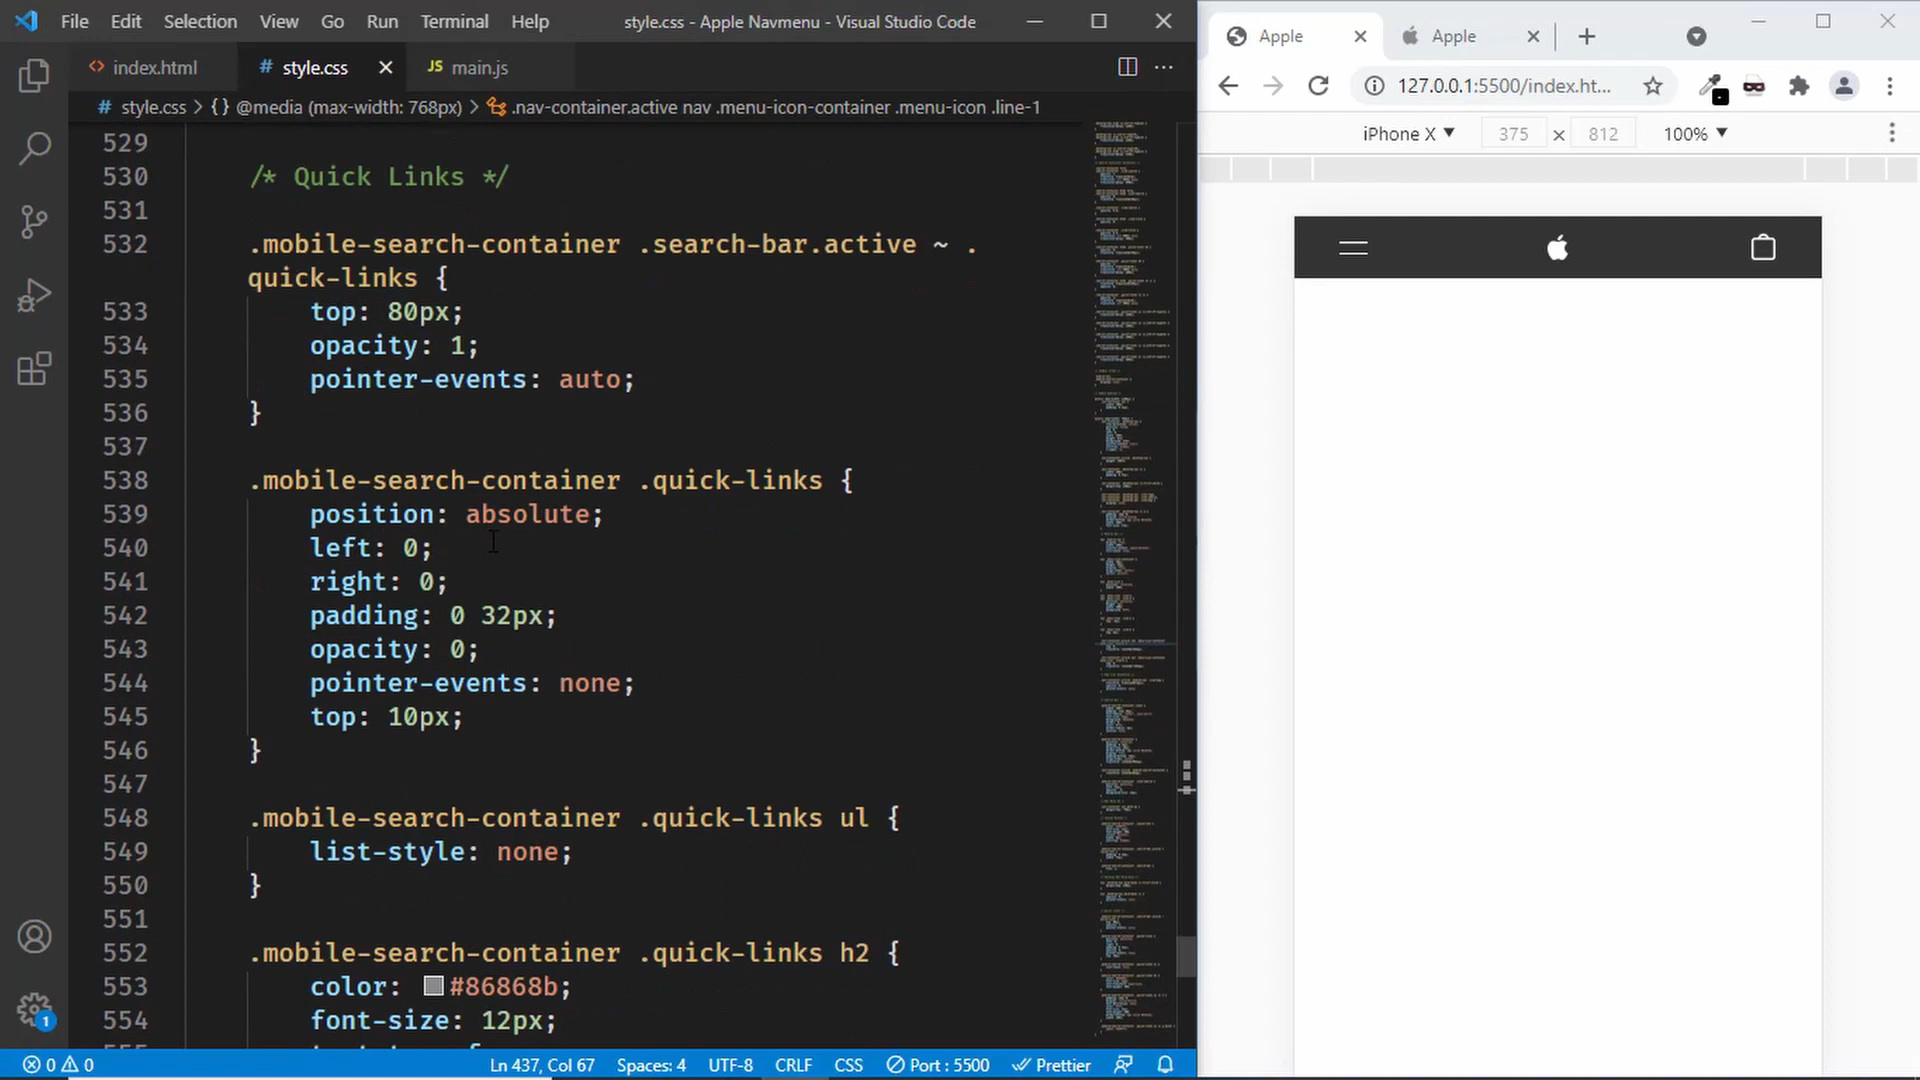 File Edit Selection View Go Run Terminal Help style.css - Apple Navmenu - Visual Studio Code
index.html # style.css JS main.js
# style.css > {} @media (max-width: 768px) > .nav-container.active nav .menu-icon-container .menu-icon .line-1
529
530 /* Quick Links */
531
532 .mobile-search-container .search-bar.active ~ .
quick-links {
533 top: 80px;
534 opacity: 1;
535 pointer-events: auto;
536 }
537
538 .mobile-search-container .quick-links {
539 position: absolute;
540 left: 0;
541 right: 0;
542 padding: 0 32px;
543 opacity: 0;
544 pointer-events: none;
545 top: 10px;
546 }
547
548 .mobile-search-container .quick-links ul {
549 list-style: none;
550 }
551
552 .mobile-search-container .quick-links h2 {
553 color: #86868b;
554 font-size: 12px;
0 0 Ln 437, Col 67 Spaces: 4 UTF-8 CRLF CSS Port : 5500 Prettier
1
Apple Apple
127.0.0.1:5500/index.ht...
iPhone X 375 × 812 100%